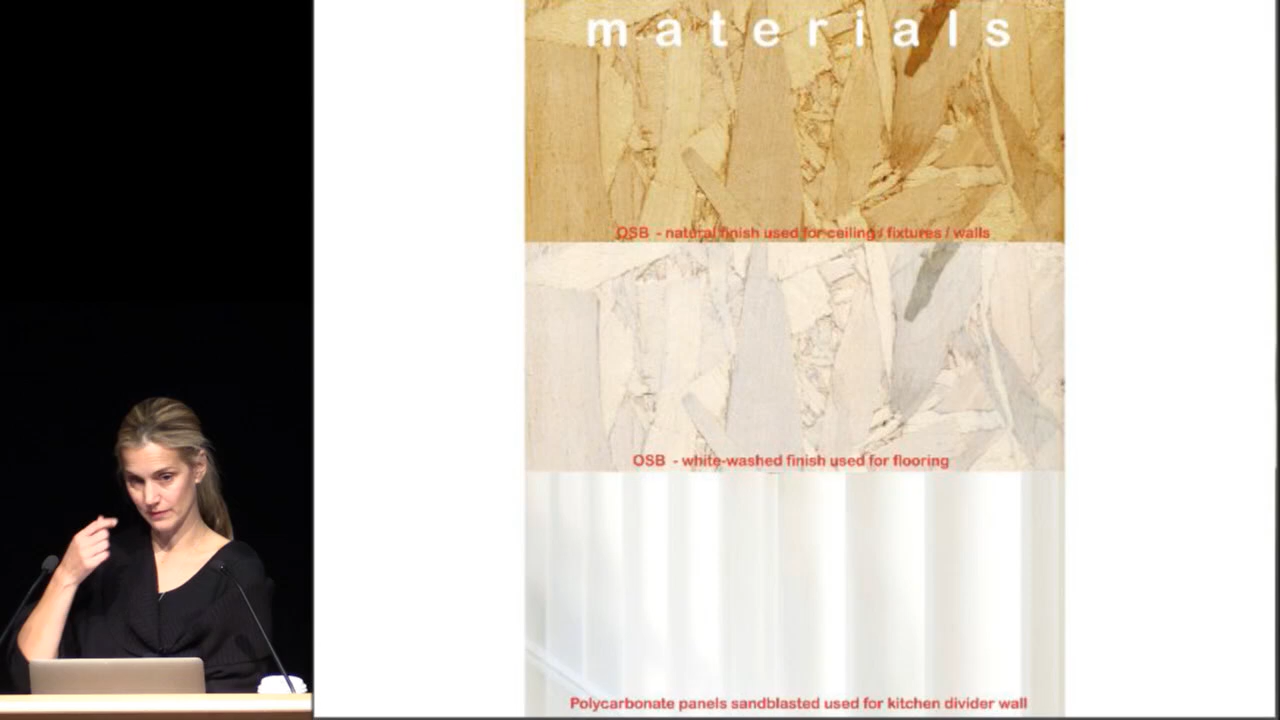 materials
OSB - natural finish used for ceiling / fixtures / walls
OSB - white-washed finish used for flooring
Polycarbonate panels sandblasted used for kitchen divider wall